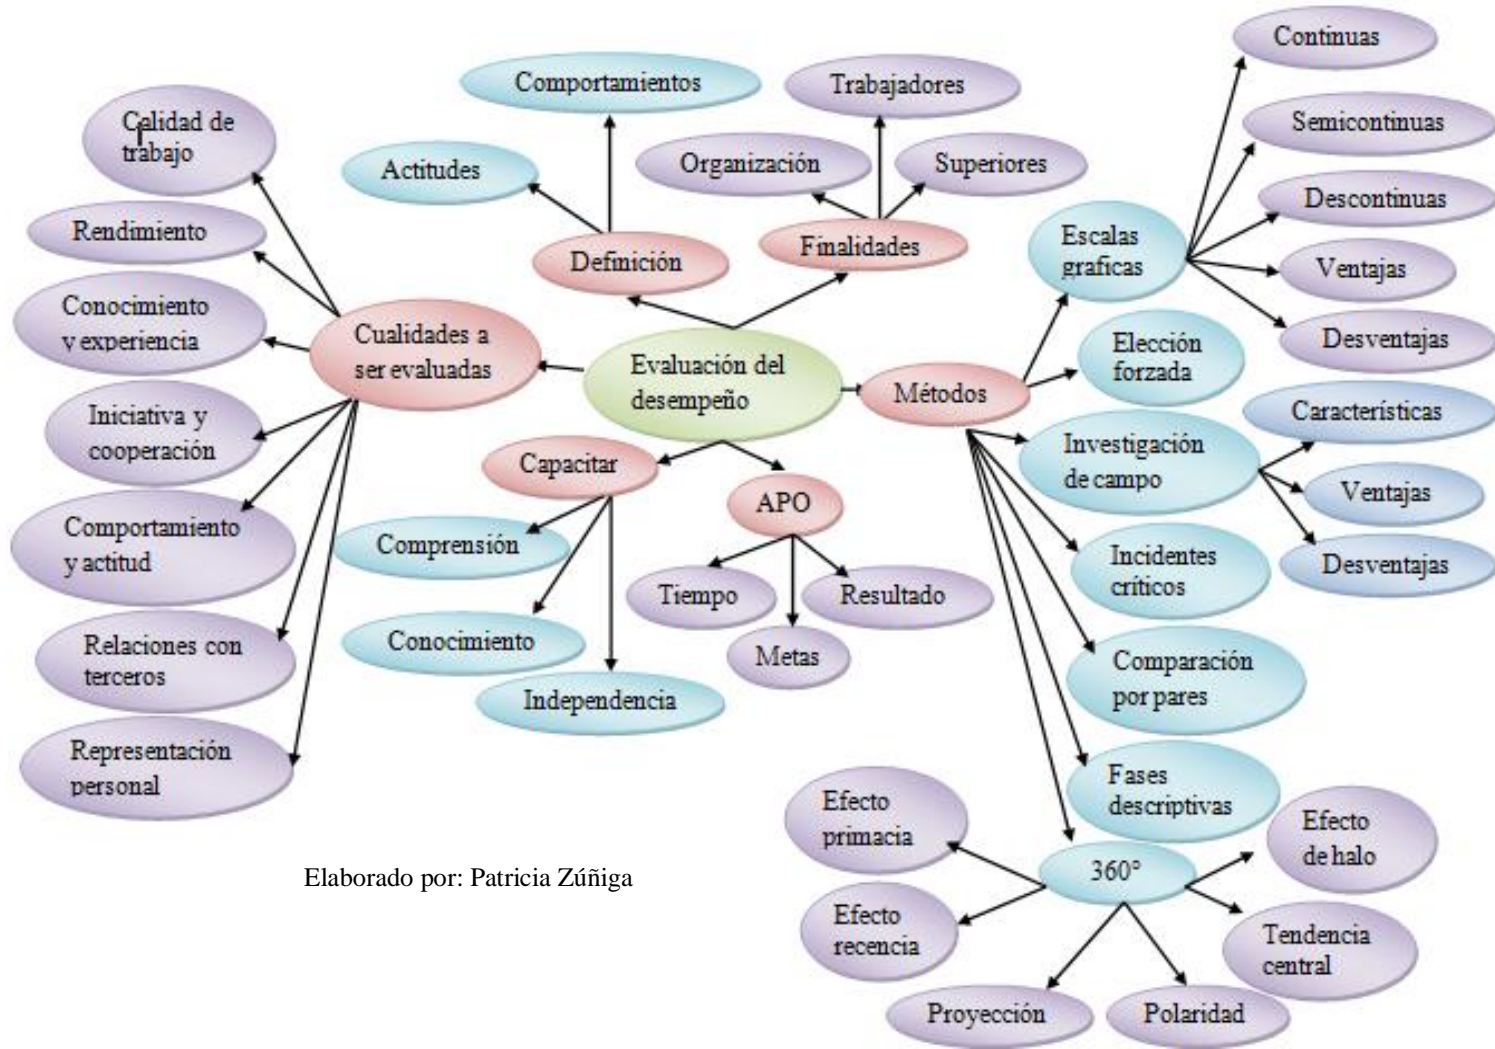 Continuas
Comportamientos
Trabajadores
Calidad de
trabajo
Semicontinuas
Actitudes
Organización
Superiores
Descontinuas
Rendimiento
Definición
Finalidades
Escalas
graficas
Ventajas
Conocimiento
y experiencia
Cualidades a
ser evaluadas
Evaluación del
desempeño
Métodos
Elección
forzada
Desventajas
Iniciativa y
cooperación
Capacitar
APO
Investigación
de campo
Características
Ventajas
Desventajas
Comportamiento
y actitud
Comprensión
Tiempo
Resultado
Incidentes
críticos
Conocimiento
Metas
Relaciones con
terceros
Independencia
Comparación
por pares
Representación
personal
Fases
descriptivas
Efecto
primacia
Efecto
de halo
360°
Elaborado por: Patricia Zúñiga
Efecto
recencia
Tendencia
central
Proyección
Polaridad